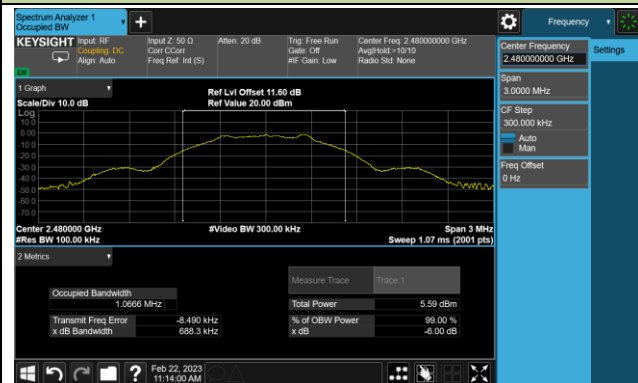 Spectrum Analyzer 1
Occupied BW
Frequency
KEYSIGHT
Input: RF
Coupling: DC
Align: Auto
Input Z: 50 Ω
Corr CCorr
Freq Ref: Int (S)
Atten: 20 dB
Trig: Free Run
Gate: Off
#IF Gain: Low
Center Freq: 2.480000000 GHz
Avg|Hold:>10/10
Radio Std: None
Center Frequency
2.480000000 GHz
Settings
Span
3.0000 MHz
CF Step
300.000 kHz
Auto
Man
Freq Offset
0 Hz
1 Graph
Scale/Div 10.0 dB
Ref Lvl Offset 11.60 dB
Ref Value 20.00 dBm
Log
10.0
0.00
-10.0
-20.0
-30.0
-40.0
-50.0
-60.0
-70.0
Center 2.480000 GHz
#Res BW 100.00 kHz
#Video BW 300.00 kHz
Span 3 MHz
Sweep 1.07 ms (2001 pts)
2 Metrics
Measure Trace
Trace 1
Occupied Bandwidth
1.0666 MHz
Total Power
5.59 dBm
Transmit Freq Error
-8.490 kHz
% of OBW Power
99.00 %
x dB Bandwidth
688.3 kHz
x dB
-6.00 dB
Feb 22, 2023
11:14:00 AM